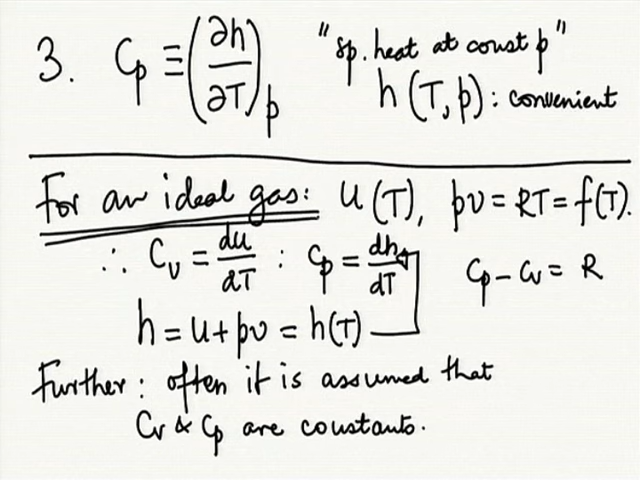 3. Cp ≡ (∂h/∂T)p "sp. heat at const p"
h (T, p) : convenient
For an ideal gas: u (T), pv = RT = f(T).
∴ Cv = du/dT : Cp = dh/dT Cp - Cv = R
h = u + pv = h(T)
Further : often it is assumed that
Cv & Cp are constants.